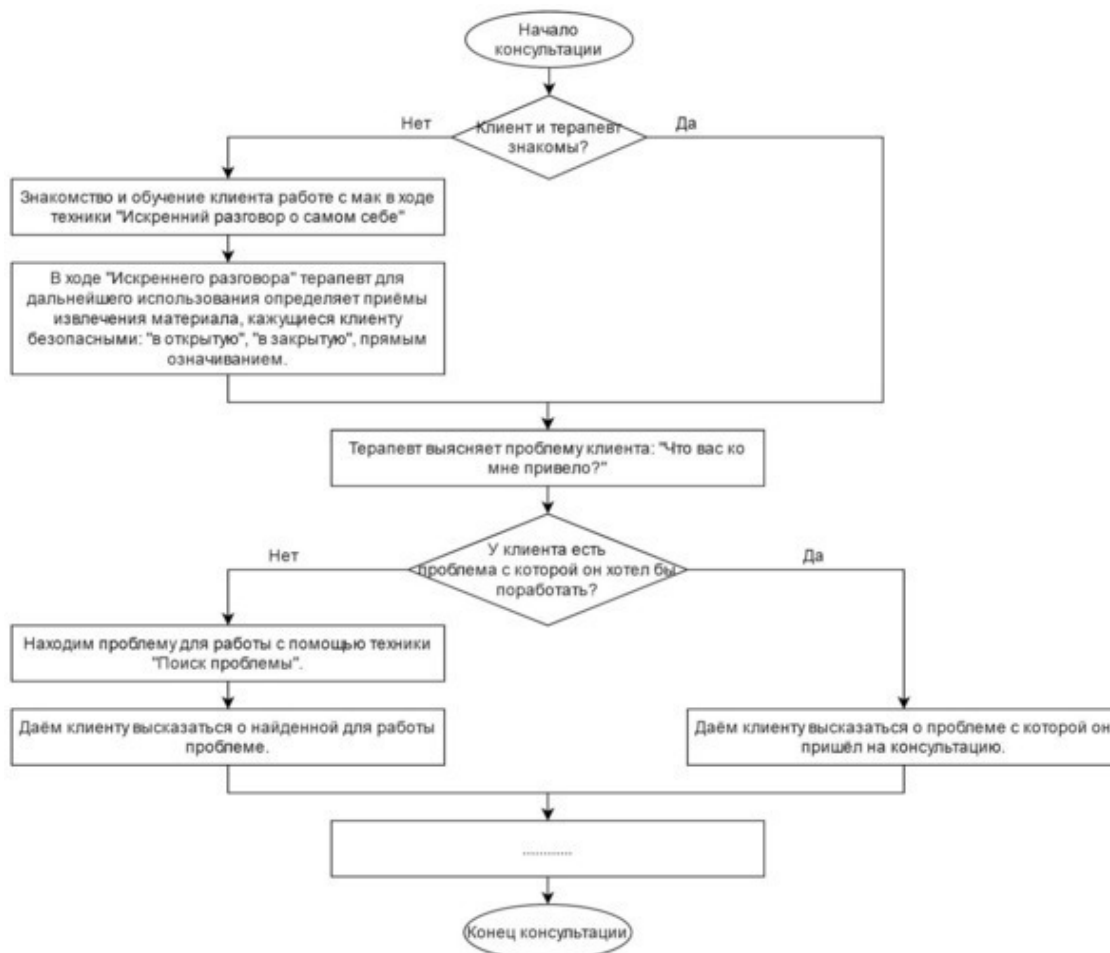 Начало
консультации
Клиент и терапевт
знакомы?
Нет
Да
Знакомство и обучение клиента работе с мак в ходе
техники "Искренний разговор о самом себе"
В ходе "Искреннего разговора" терапевт для
дальнейшего использования определяет приёмы
извлечения материала, кажущиеся клиенту
безопасными: "в открытую", "в закрытую", прямым
означиванием.
Терапевт выясняет проблему клиента: "Что вас ко
мне привело?"
У клиента есть
проблема с которой он хотел бы
поработать?
Нет
Да
Находим проблему для работы с помощью техники
"Поиск проблемы".
Даём клиенту высказаться о найденной для работы
проблеме.
Даём клиенту высказаться о проблеме с которой он
пришёл на консультацию.
............
Конец консультации